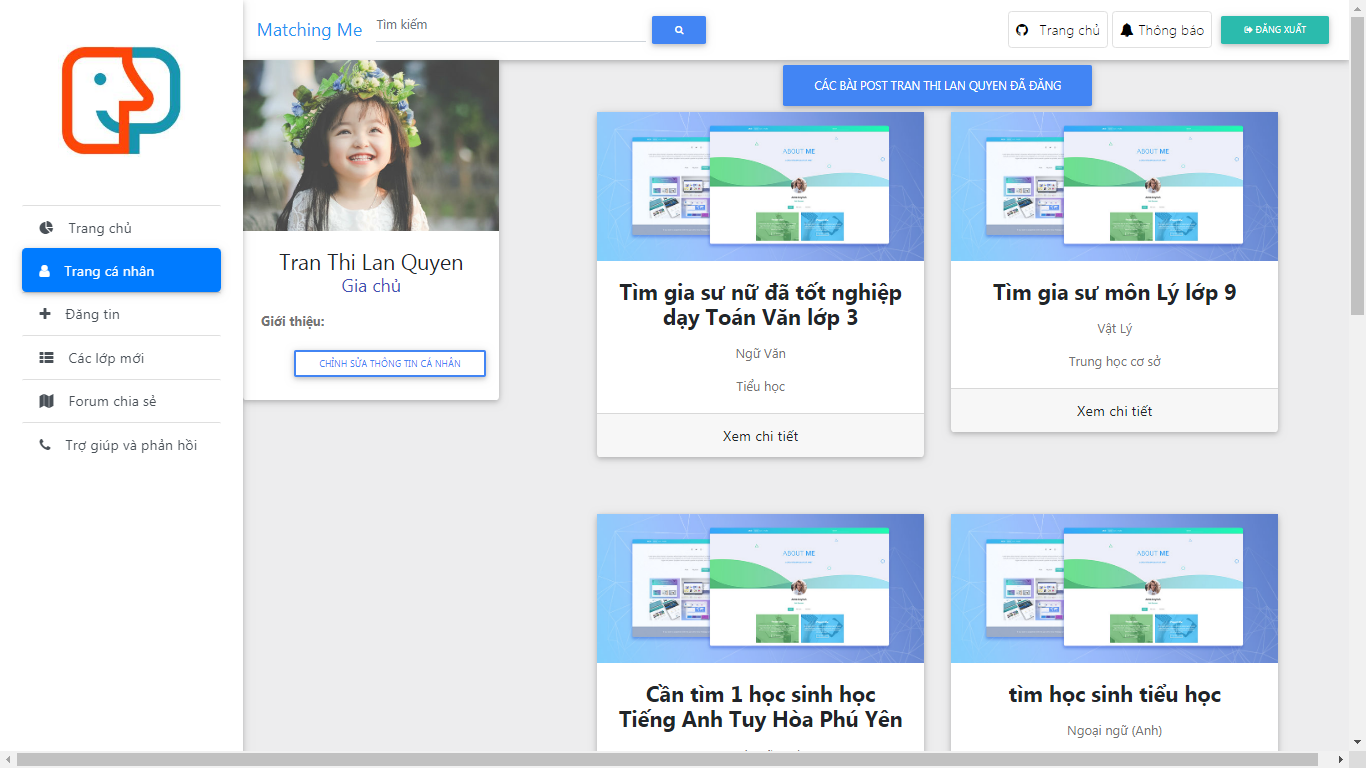 Matching Me
Tìm kiếm
Trang chủ
Thông báo
ĐĂNG XUẤT
Trang chủ
Trang cá nhân
Đăng tin
Các lớp mới
Forum chia sẻ
Trợ giúp và phản hồi
Tran Thi Lan Quyen
Gia chủ
Giới thiệu:
CHỈNH SỬA THÔNG TIN CÁ NHÂN
CÁC BÀI POST TRAN THI LAN QUYEN ĐÃ ĐĂNG
ABOUT ME
Tìm gia sư nữ đã tốt nghiệp
dạy Toán Văn lớp 3
Ngữ Văn
Tiểu học
Xem chi tiết
ABOUT ME
Tìm gia sư môn Lý lớp 9
Vật Lý
Trung học cơ sở
Xem chi tiết
ABOUT ME
Cần tìm 1 học sinh học
Tiếng Anh Tuy Hòa Phú Yên
ABOUT ME
tìm học sinh tiểu học
Ngoại ngữ (Anh)